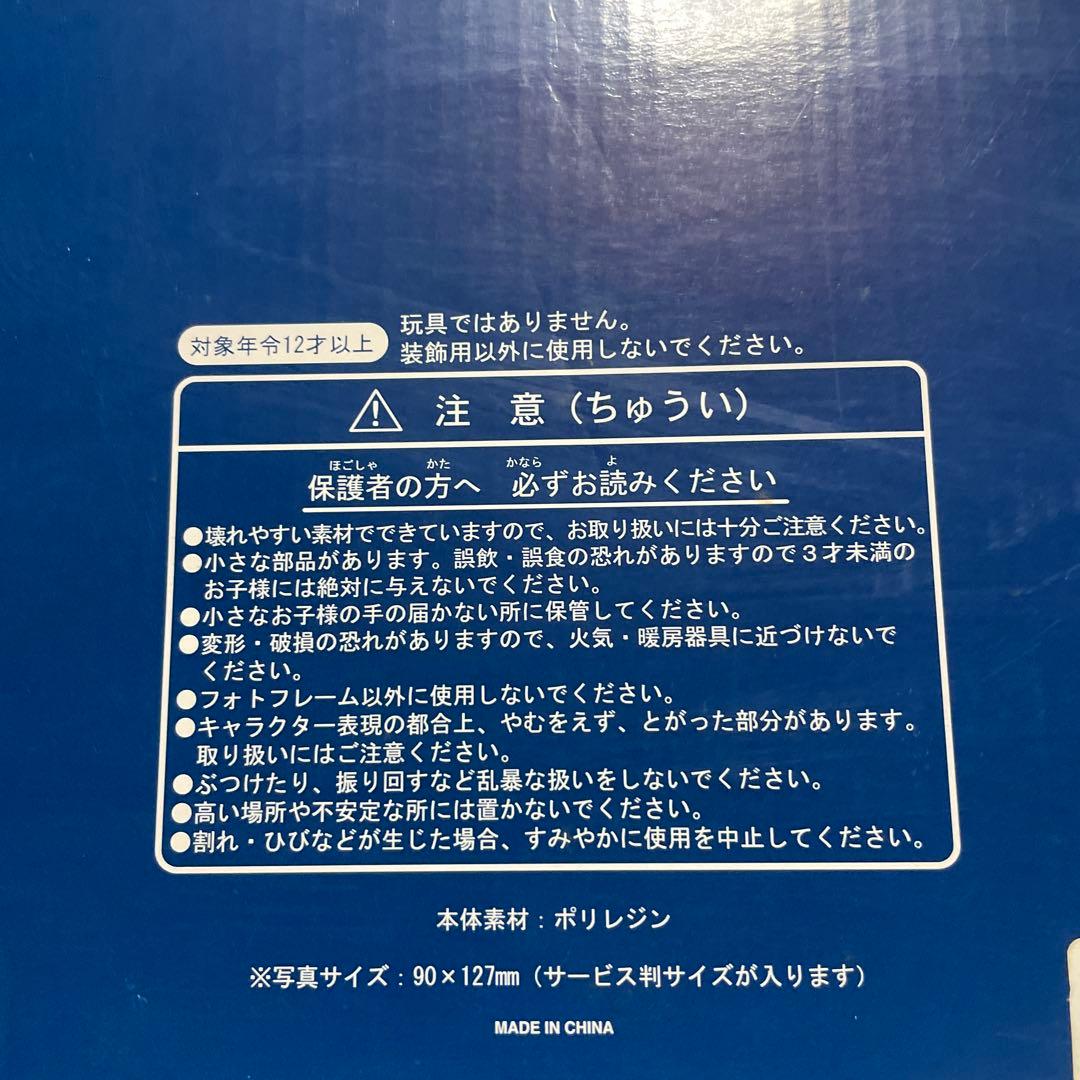 対象年令12才以上
玩具ではありません。
装飾用以外に使用しないでください。
注 意（ちゅうい）
ほごしゃ かた かなら よ
保護者の方へ 必ずお読みください
●壊れやすい素材でできていますので、お取り扱いには十分ご注意ください。
●小さな部品があります。誤飲・誤食の恐れがありますので３才未満の
お子様には絶対に与えないでください。
●小さなお子様の手の届かない所に保管してください。
●変形・破損の恐れがありますので、火気・暖房器具に近づけないで
ください。
●フォトフレーム以外に使用しないでください。
●キャラクター表現の都合上、やむをえず、とがった部分があります。
取り扱いにはご注意ください。
●ぶつけたり、振り回すなど乱暴な扱いをしないでください。
●高い場所や不安定な所には置かないでください。
●割れ・ひびなどが生じた場合、すみやかに使用を中止してください。
本体素材：ポリレジン
※写真サイズ：90×127㎜（サービス判サイズが入ります）
MADE IN CHINA